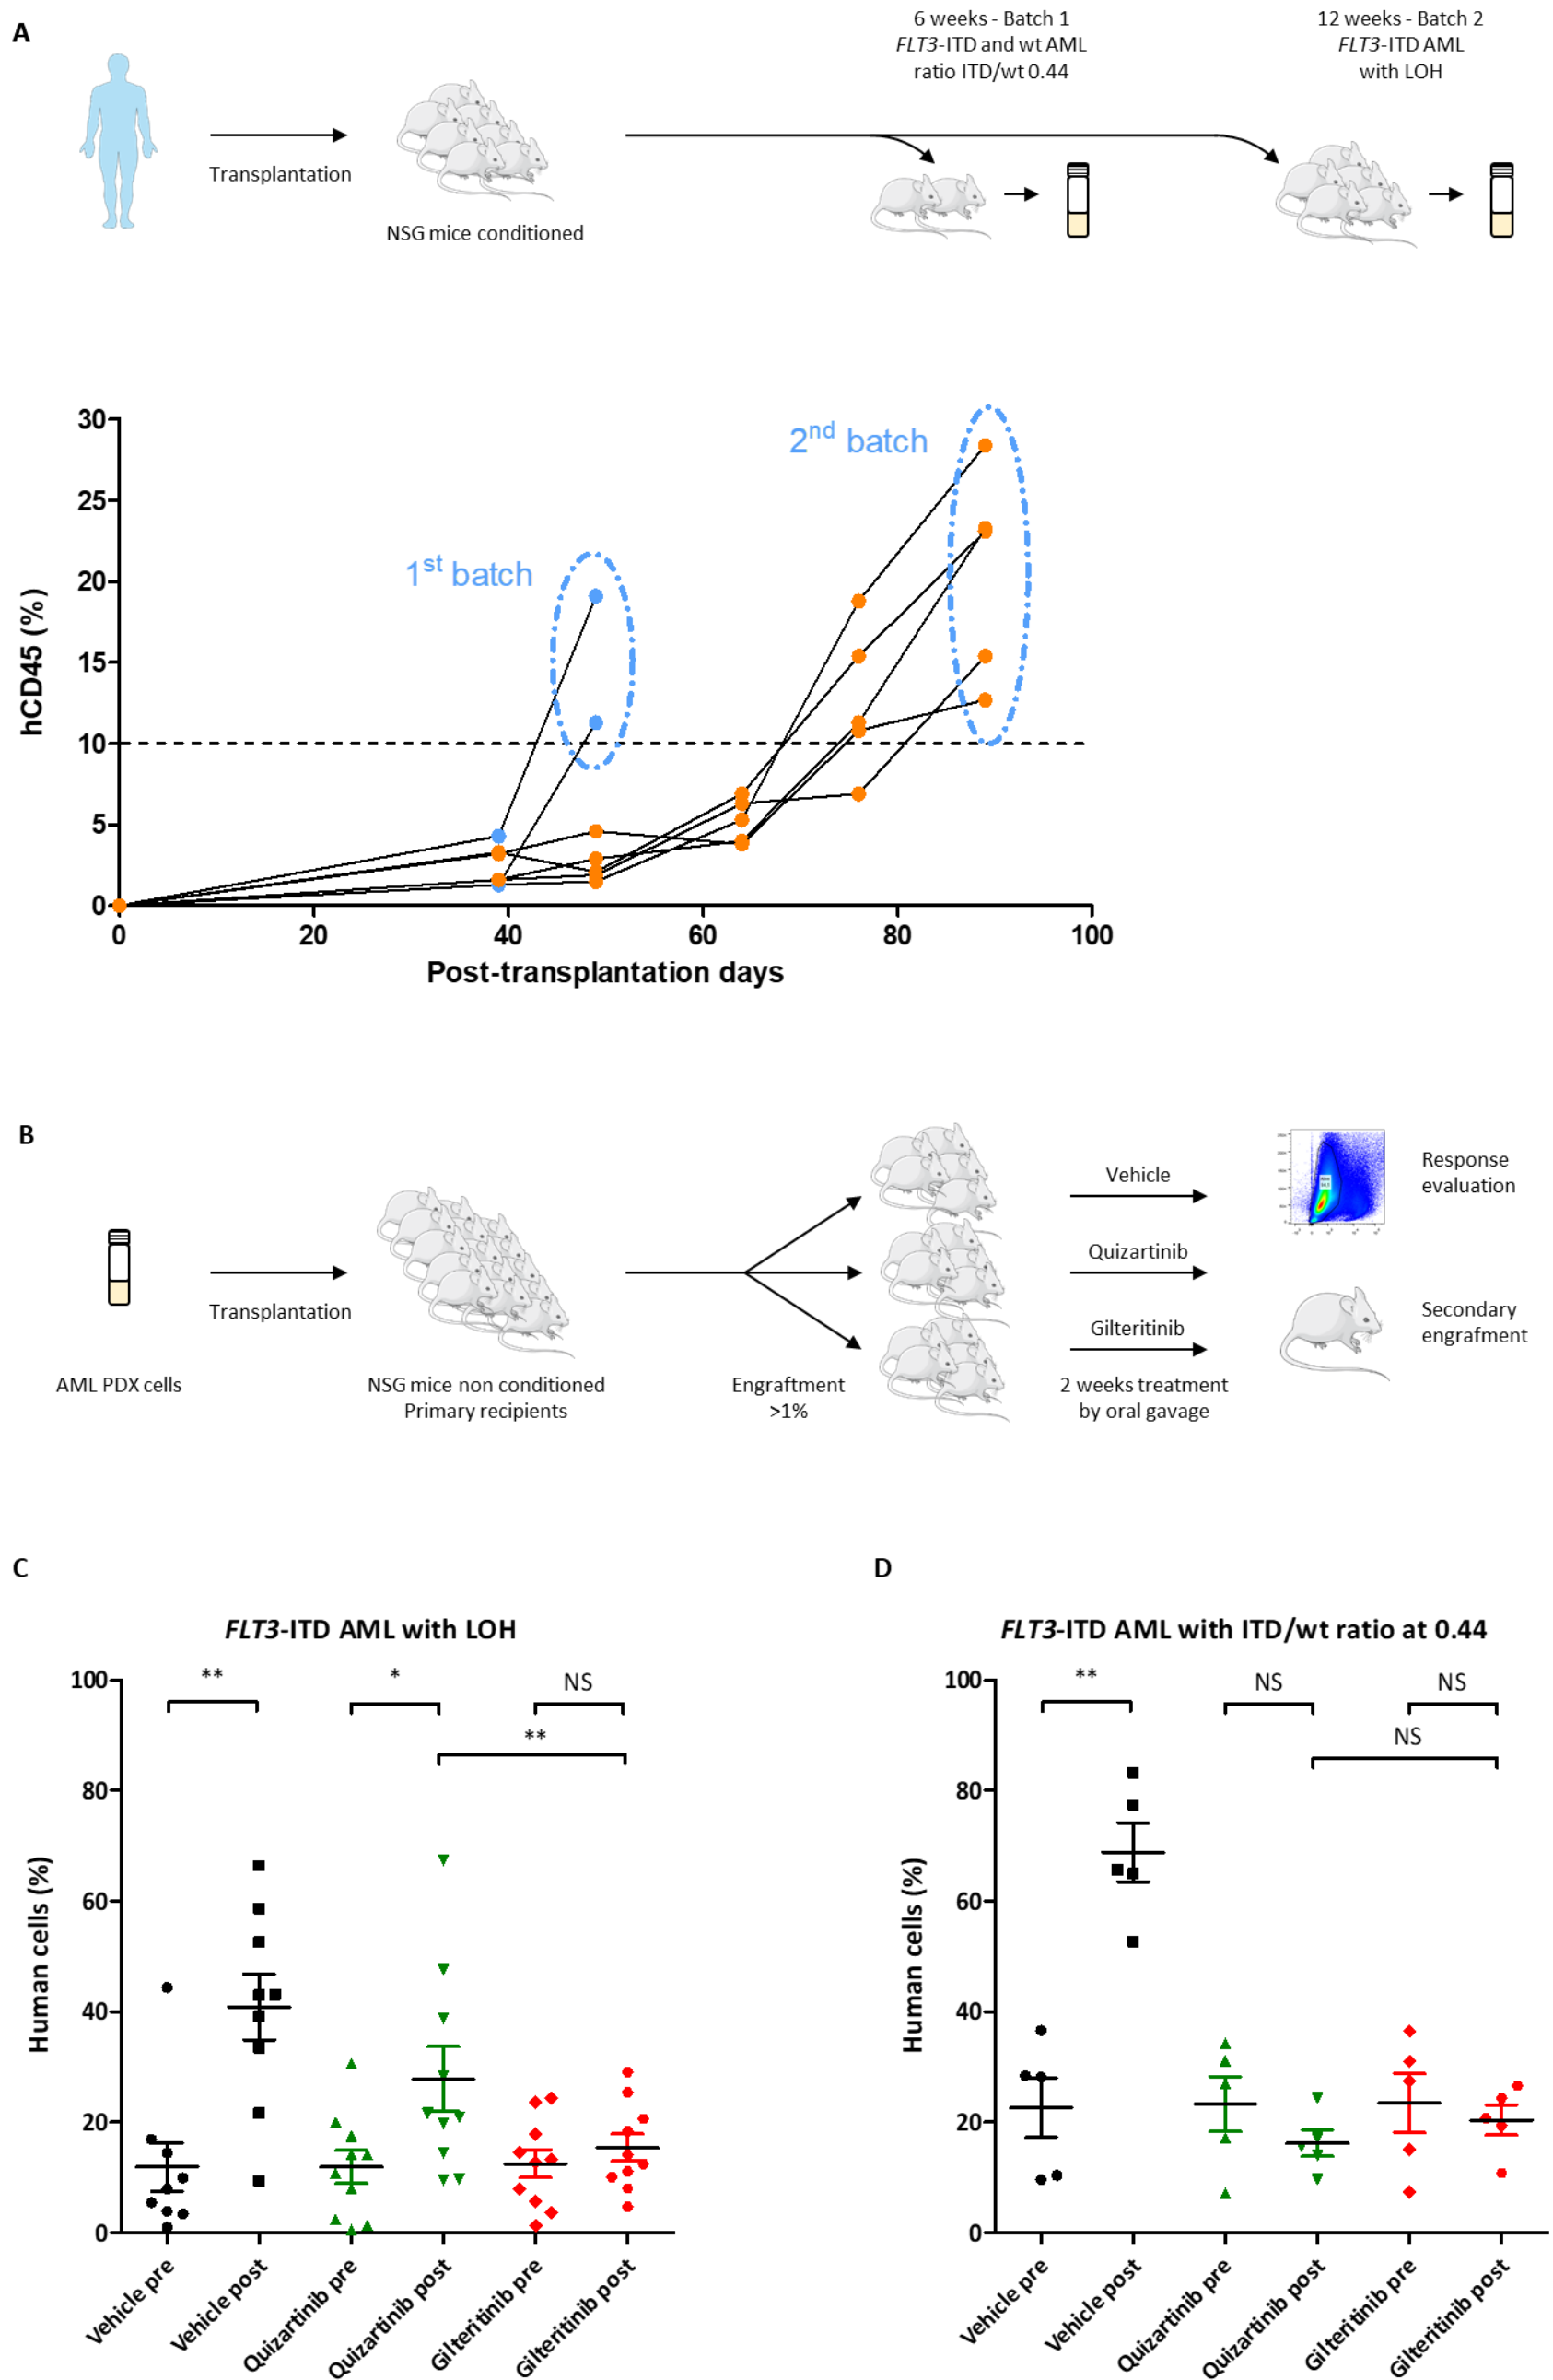 A
6 weeks - Batch 1
FLT3-ITD and wt AML
ratio ITD/wt 0.44
12 weeks - Batch 2
FLT3-ITD AML
with LOH
Transplantation
NSG mice conditioned
30
25
20
15
10
5
0
hCD45 (%)
1st batch
2nd batch
0 20 40 60 80 100
Post-transplantation days
B
Transplantation
AML PDX cells
NSG mice non conditioned
Primary recipients
Engraftment
>1%
Vehicle
Quizartinib
Gilteritinib
2 weeks treatment
by oral gavage
Response
evaluation
Secondary
engrafment
C
FLT3-ITD AML with LOH
** * NS
**
100
80
60
40
20
0
Human cells (%)
Vehicle pre
Vehicle post
Quizartinib pre
Quizartinib post
Gilteritinib pre
Gilteritinib post
D
FLT3-ITD AML with ITD/wt ratio at 0.44
** NS NS
NS
100
80
60
40
20
0
Human cells (%)
Vehicle pre
Vehicle post
Quizartinib pre
Quizartinib post
Gilteritinib pre
Gilteritinib post